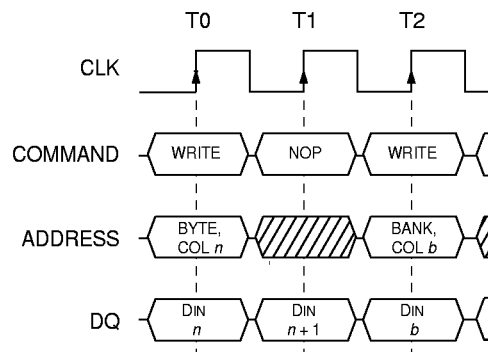 T0 T1 T2
CLK
COMMAND WRITE NOP WRITE
ADDRESS BYTE, COL n BANK, COL b
DQ DIN n DIN n + 1 DIN b